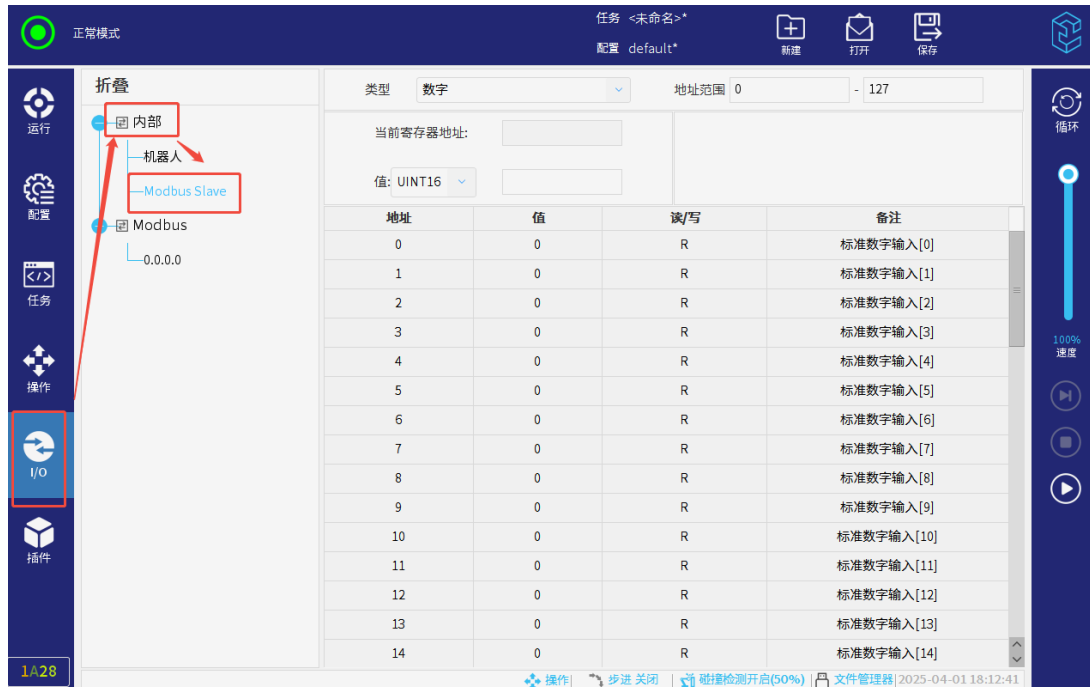 正常模式
任务 <未命名>*
配置 default*
新建
打开
保存
运行
配置
任务
操作
I/O
插件
1A28
折叠
内部
机器人
Modbus Slave
Modbus
0.0.0.0
类型 数字 地址范围 0 - 127
当前寄存器地址:
值: UINT16
地址 值 读/写 备注
0 0 R 标准数字输入[0]
1 0 R 标准数字输入[1]
2 0 R 标准数字输入[2]
3 0 R 标准数字输入[3]
4 0 R 标准数字输入[4]
5 0 R 标准数字输入[5]
6 0 R 标准数字输入[6]
7 0 R 标准数字输入[7]
8 0 R 标准数字输入[8]
9 0 R 标准数字输入[9]
10 0 R 标准数字输入[10]
11 0 R 标准数字输入[11]
12 0 R 标准数字输入[12]
13 0 R 标准数字输入[13]
14 0 R 标准数字输入[14]
循环
100%
速度
操作| 步进 关闭 | 碰撞检测开启(50%) | 文件管理器|2025-04-01 18:12:41